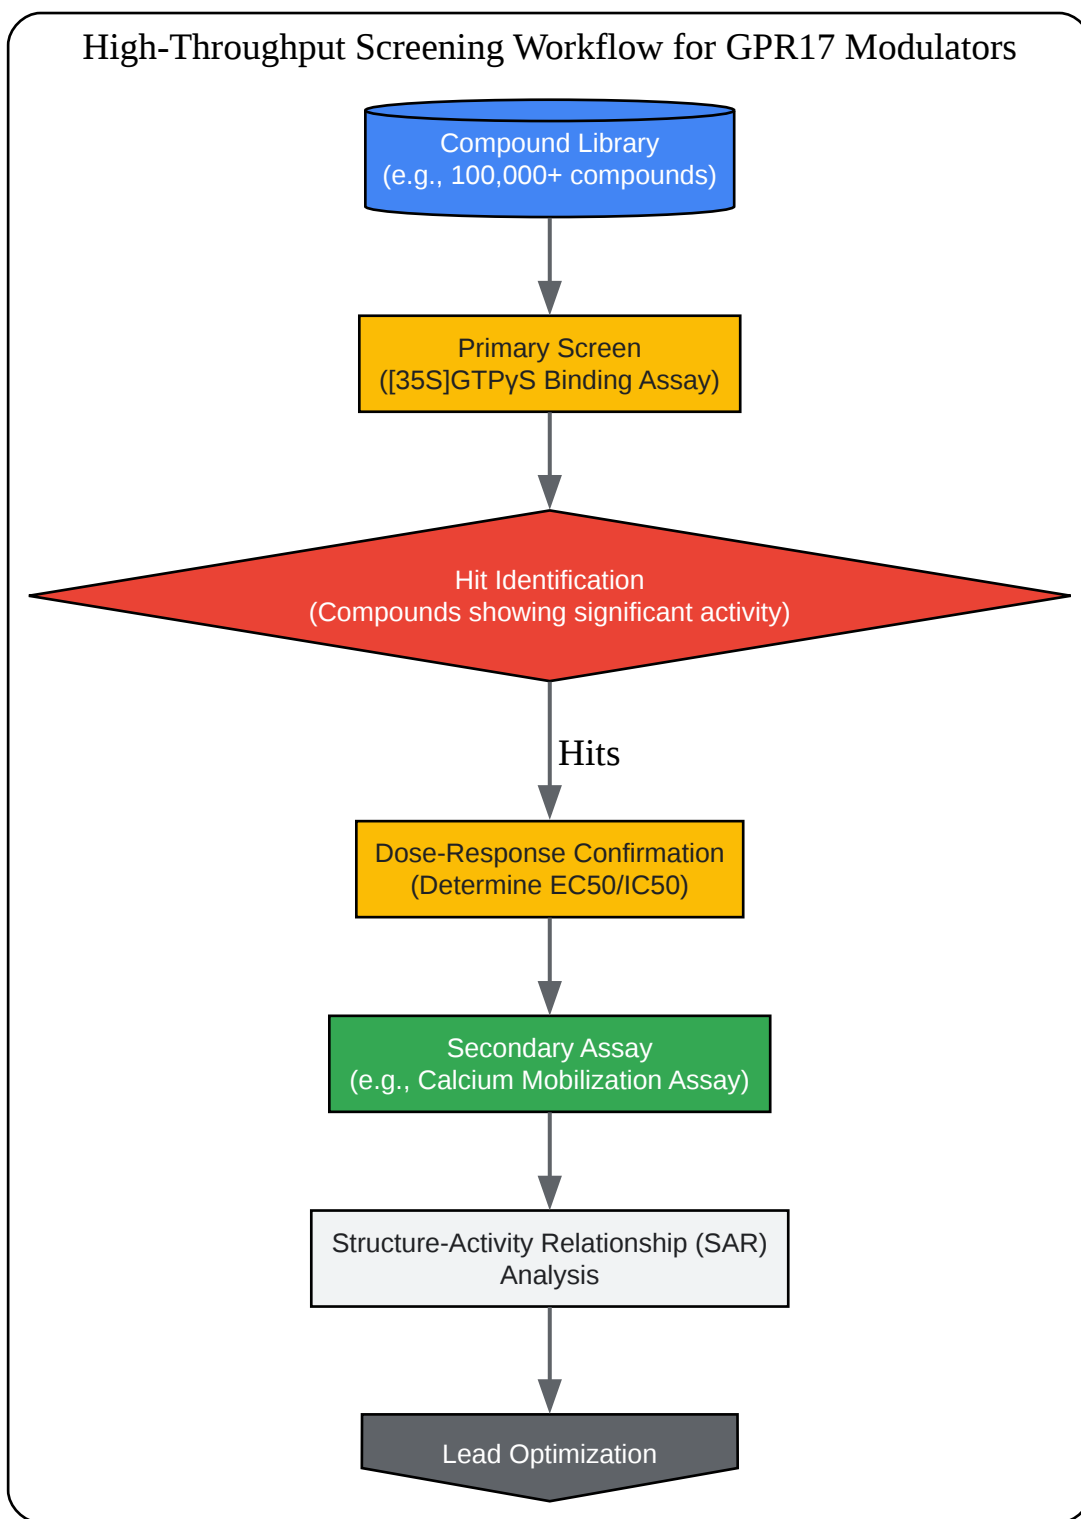 High-Throughput Screening Workflow for GPR17 Modulators
Compound Library
(e.g., 100,000+ compounds)
Primary Screen
([35S]GTPγS Binding Assay)
Hit Identification
(Compounds showing significant activity)
Hits
Dose-Response Confirmation
(Determine EC50/IC50)
Secondary Assay
(e.g., Calcium Mobilization Assay)
Structure-Activity Relationship (SAR)
Analysis
Lead Optimization